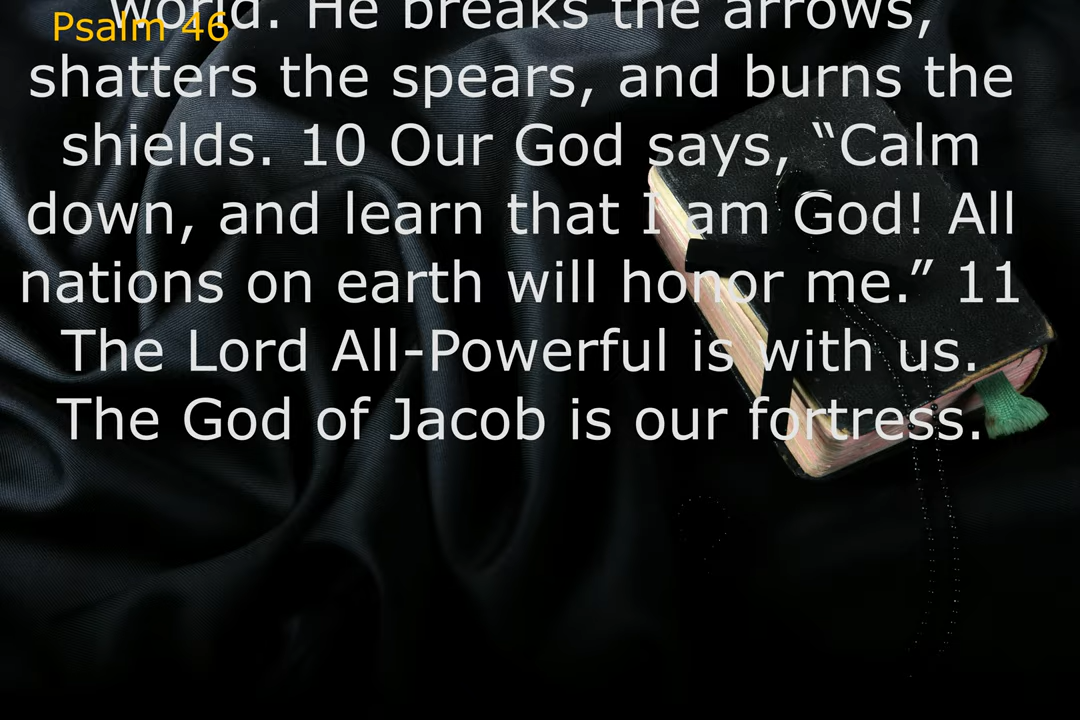 Psalm 46
world. He breaks the arrows,
shatters the spears, and burns the
shields. 10 Our God says, “Calm
down, and learn that I am God! All
nations on earth will honor me.” 11
The Lord All-Powerful is with us.
The God of Jacob is our fortress.